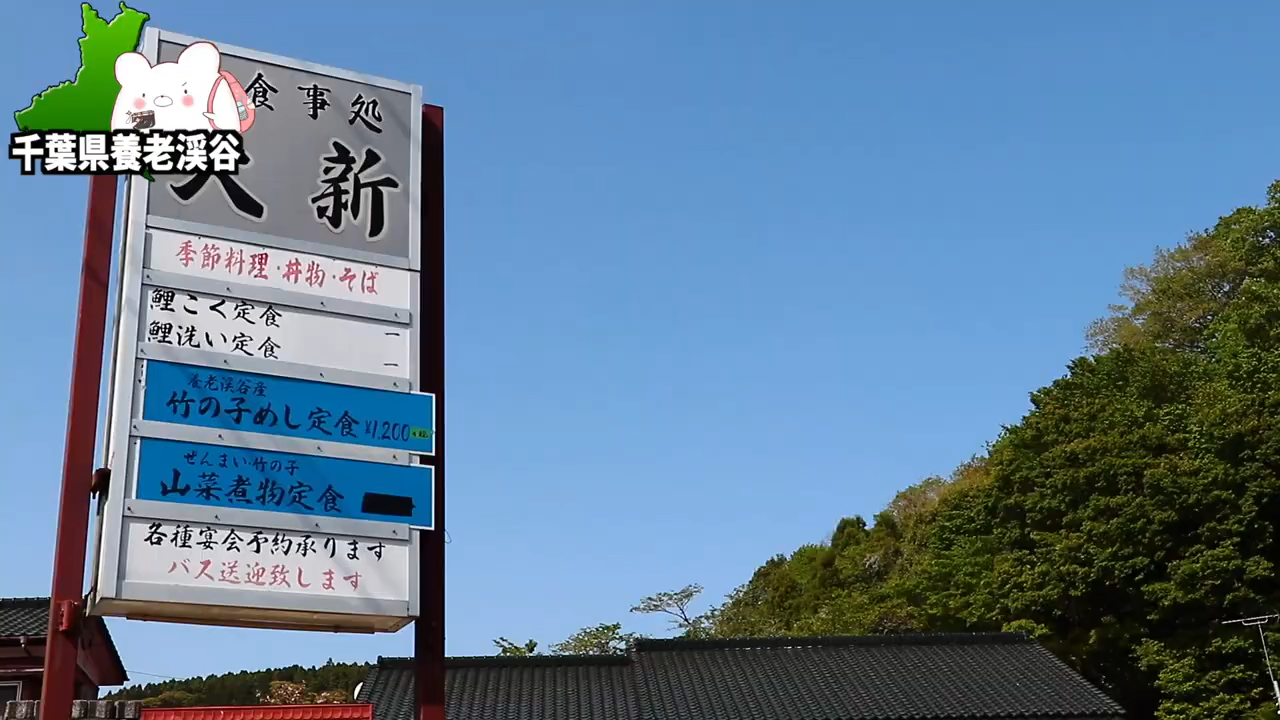 千葉県養老渓谷
食事処
新
季節料理・丼物・そば
鯉こく定食 一
鯉洗い定食 一
養老渓谷産
竹の子めし定食 ¥1,200
ぜんまい・竹の子
山菜煮物定食
各種宴会予約承ります
バス送迎致します